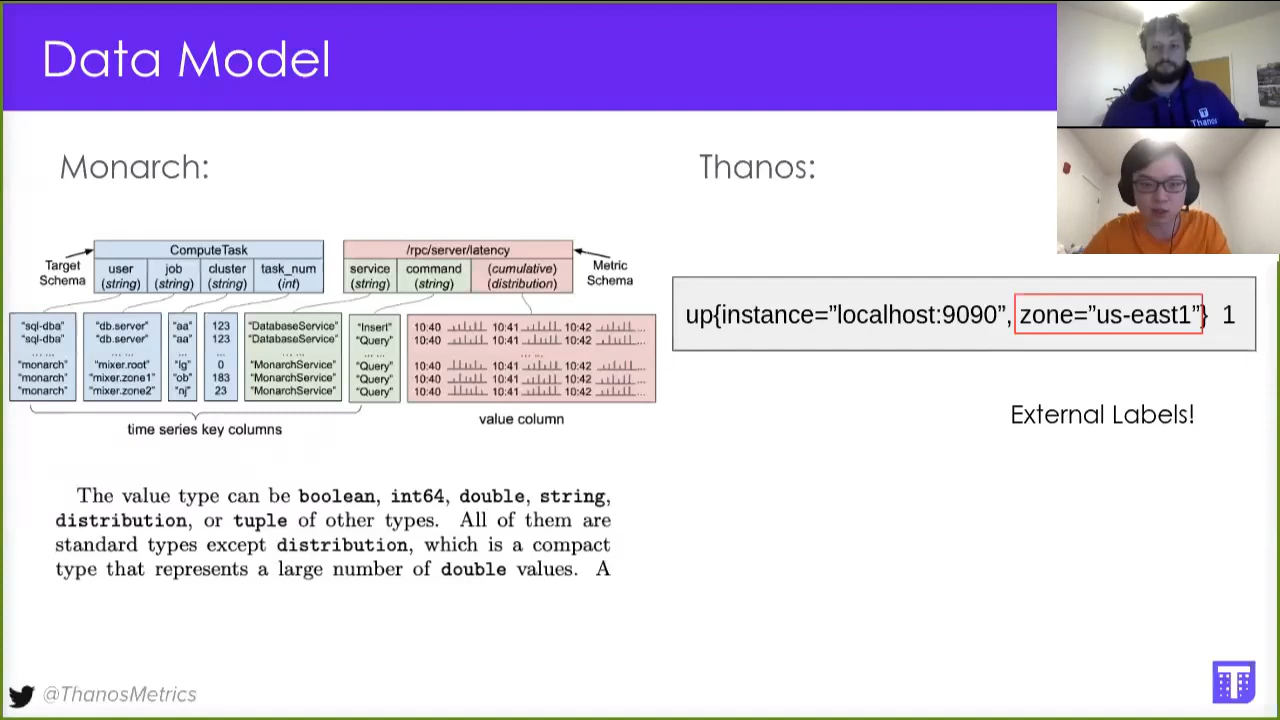 Data Model
Monarch:
Thanos:
Thanos
Target
Schema
ComputeTask
user
(string)
job
(string)
cluster
(string)
task_num
(int)
/rpc/server/latency
service
(string)
command
(string)
(cumulative)
(distribution)
Metric
Schema
"sql-dba" "db.server" "aa" 123 "DatabaseService" "Insert" 10:40 10:41 10:42 ...
"sql-dba" "db.server" "aa" 123 "DatabaseService" "Query" 10:40 10:41 10:42 ...
... ... ... ... ... ... ... ... ... ...
"monarch" "mixer.root" "lg" 0 "MonarchService" "Query" 10:40 10:41 10:42 ...
"monarch" "mixer.zone1" "ob" 183 "MonarchService" "Query" 10:40 10:41 10:42 ...
"monarch" "mixer.zone2" "nj" 23 "MonarchService" "Query" 10:40 10:41 10:42 ...
time series key columns
value column
The value type can be boolean, int64, double, string,
distribution, or tuple of other types. All of them are
standard types except distribution, which is a compact
type that represents a large number of double values. A
up{instance=”localhost:9090”, zone=”us-east1”} 1
External Labels!
@ThanosMetrics